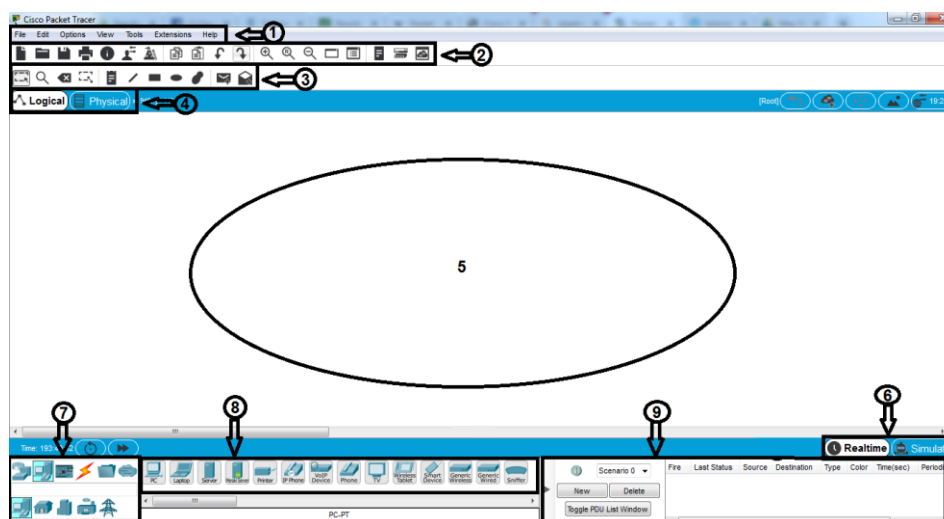 Cisco Packet Tracer
File Edit Options View Tools Extensions Help
1
2
3
Logical Physical
4
[Root]
5
6
7
8
9
Realtime
PC Laptop Server Printer IP Phone VoIP Device Phone TV Wireless Tablet Smart Device Generic Wireless Generic Wired Sniffer
Scenario 0
New Delete
Toggle PDU List Window
Fire Last Status Source Destination Type Color Time(sec)
PC-PT